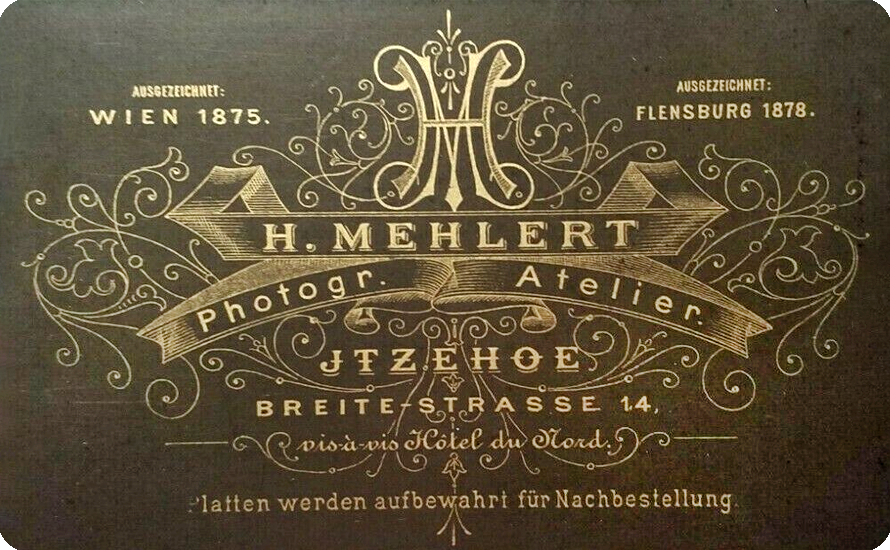 AUSGEZEICHNET:
WIEN 1875.
AUSGEZEICHNET:
FLENSBURG 1878.
HM
H. MEHLERT
Photogr. Atelier.
JTZEHOE
BREITE-STRASSE 14.
vis-à-vis Hôtel du Nord.
Platten werden aufbewahrt für Nachbestellung.